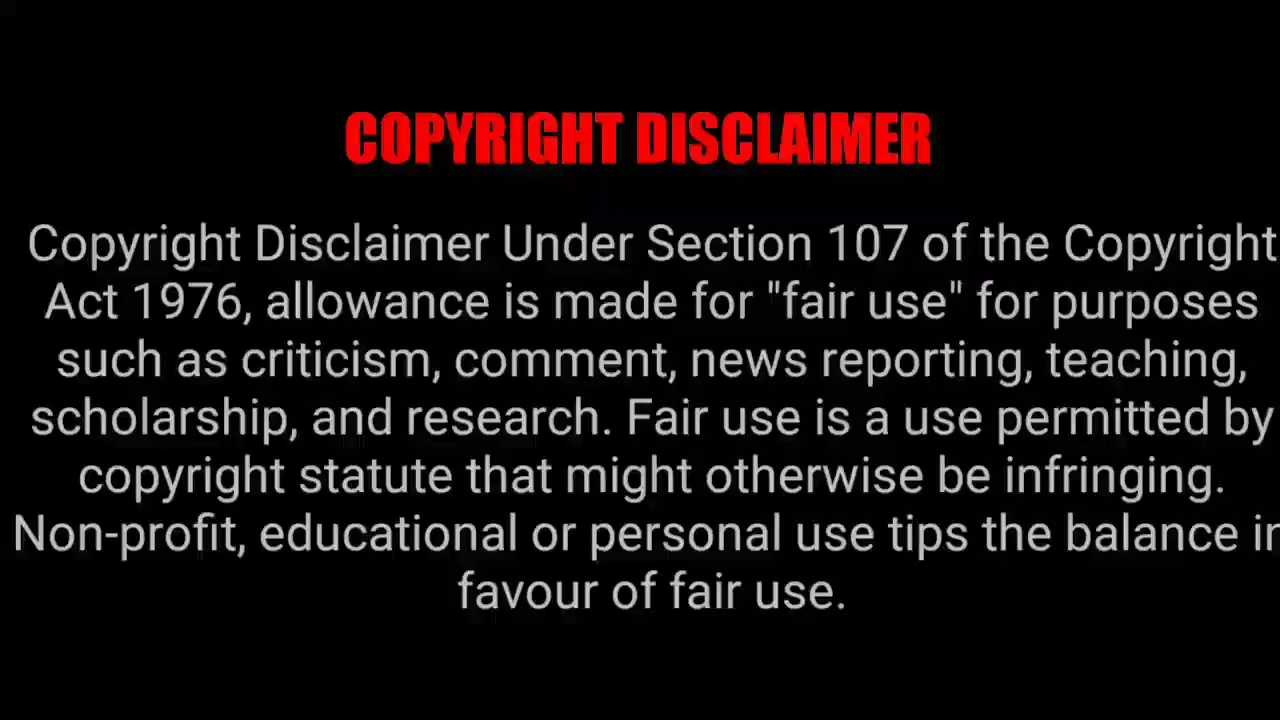 COPYRIGHT DISCLAIMER
Copyright Disclaimer Under Section 107 of the Copyright
Act 1976, allowance is made for "fair use" for purposes
such as criticism, comment, news reporting, teaching,
scholarship, and research. Fair use is a use permitted by
copyright statute that might otherwise be infringing.
Non-profit, educational or personal use tips the balance in
favour of fair use.